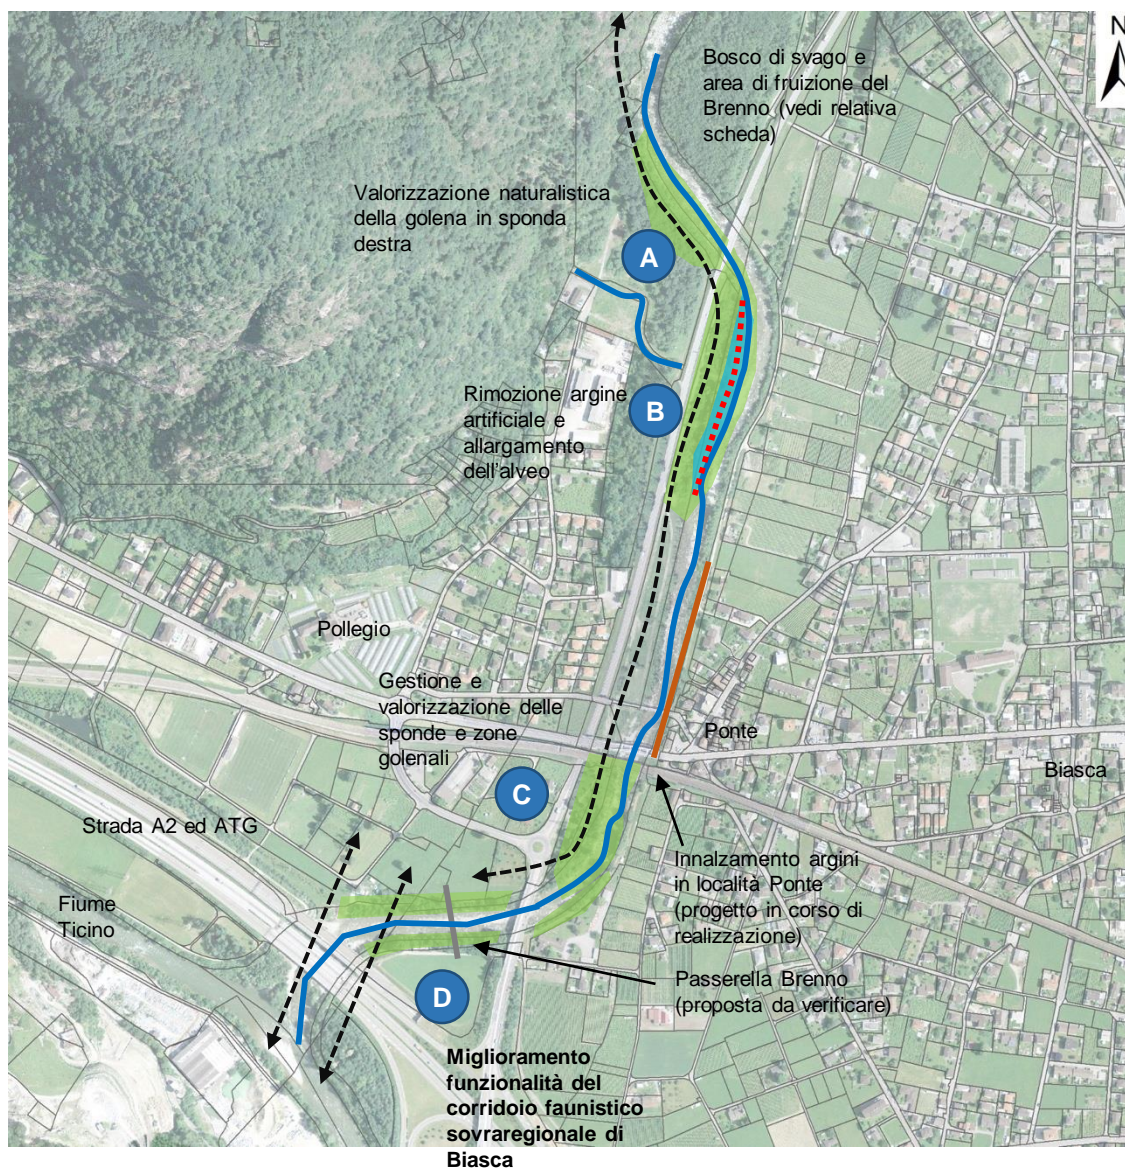 N
Bosco di svago e
area di fruizione del
Brenno (vedi relativa
scheda)
Valorizzazione naturalistica
della golena in sponda
destra
A
Rimozione argine
artificiale e
allargamento
dell'alveo
B
Pollegio
Gestione e
valorizzazione delle
sponde e zone
golenali
Ponte
Biasca
C
Strada A2 ed ATG
Innalzamento argini
in località Ponte
(progetto in corso di
realizzazione)
Fiume
Ticino
Passerella Brenno
(proposta da verificare)
D
Miglioramento
funzionalità del
corridoio faunistico
sovraregionale di
Biasca